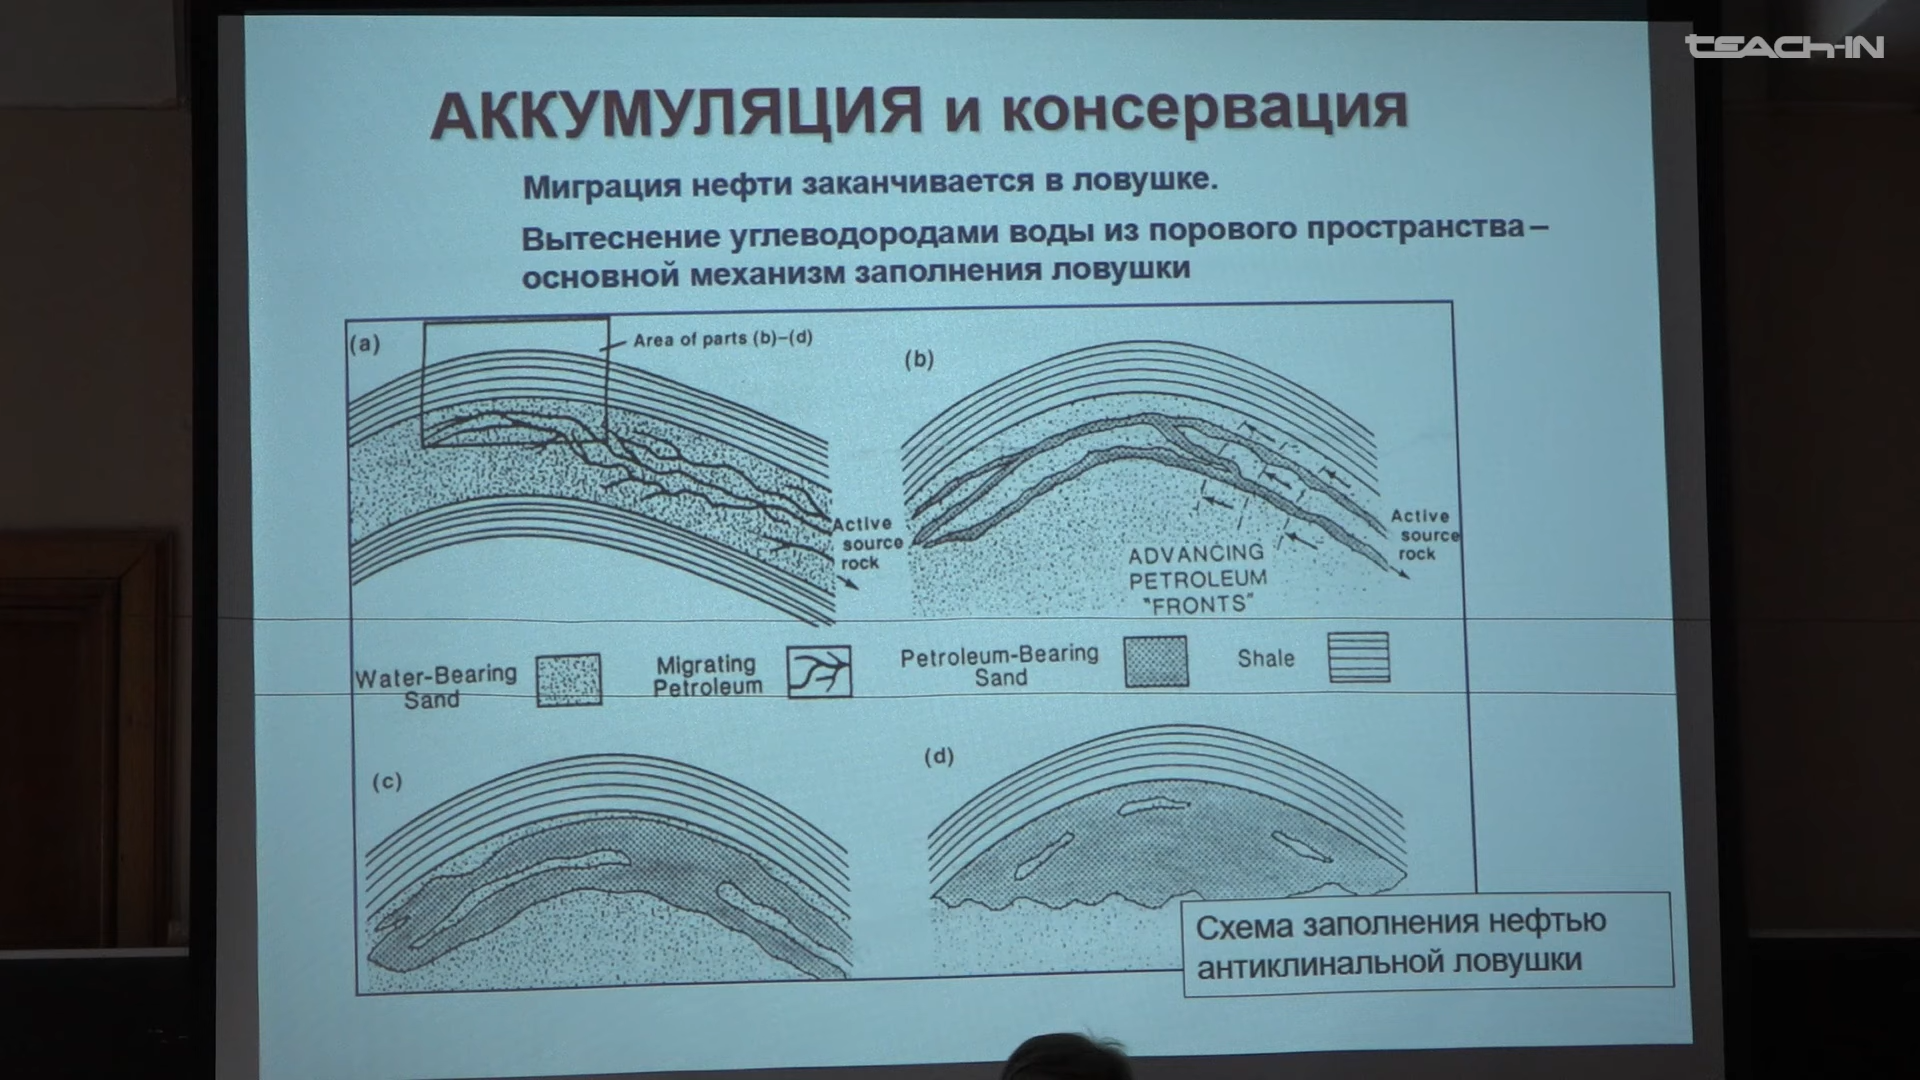 TEACH-IN
АККУМУЛЯЦИЯ и консервация
Миграция нефти заканчивается в ловушке.
Вытеснение углеводородами воды из порового пространства–
основной механизм заполнения ловушки
(a)
Area of parts (b)–(d)
Active
source
rock
(b)
Active
source
rock
ADVANCING
PETROLEUM
"FRONTS"
Water-Bearing
Sand
Migrating
Petroleum
Petroleum-Bearing
Sand
Shale
(c)
(d)
Схема заполнения нефтью
антиклинальной ловушки